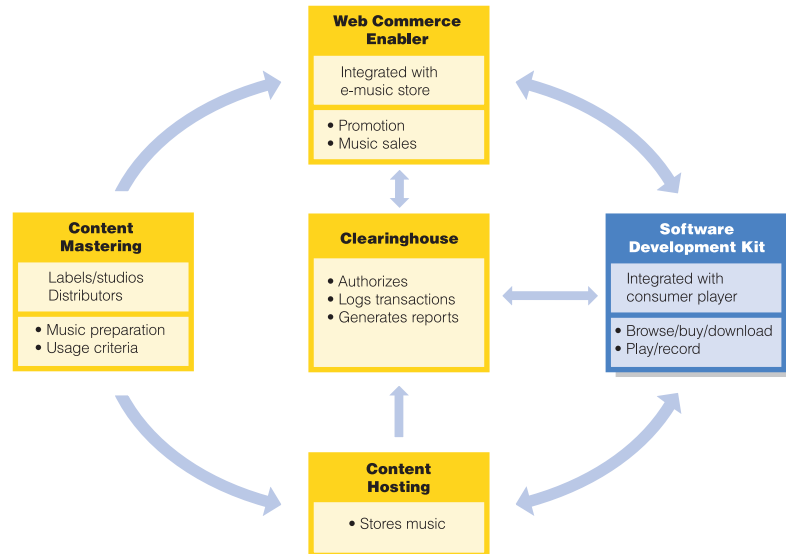 Web Commerce
Enabler
Integrated with
e-music store
• Promotion
• Music sales
Content
Mastering
Labels/studios
Distributors
• Music preparation
• Usage criteria
Clearinghouse
• Authorizes
• Logs transactions
• Generates reports
Software
Development Kit
Integrated with
consumer player
• Browse/buy/download
• Play/record
Content
Hosting
• Stores music